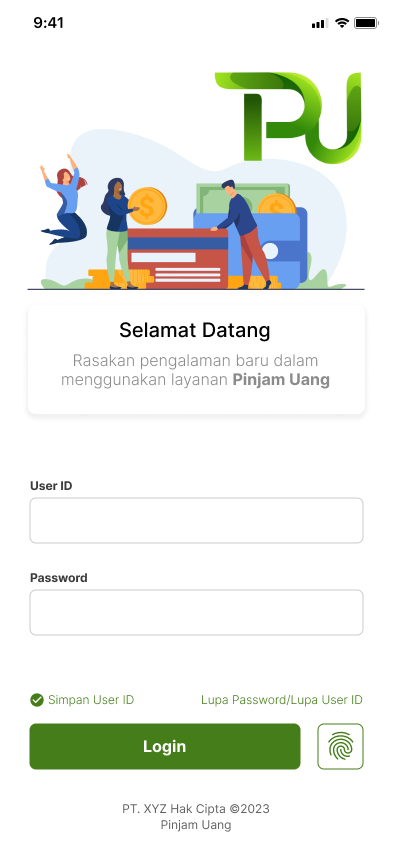 9:41
PU
Selamat Datang
Rasakan pengalaman baru dalam
menggunakan layanan Pinjam Uang
User ID
Password
Simpan User ID
Lupa Password/Lupa User ID
Login
PT. XYZ Hak Cipta ©2023
Pinjam Uang